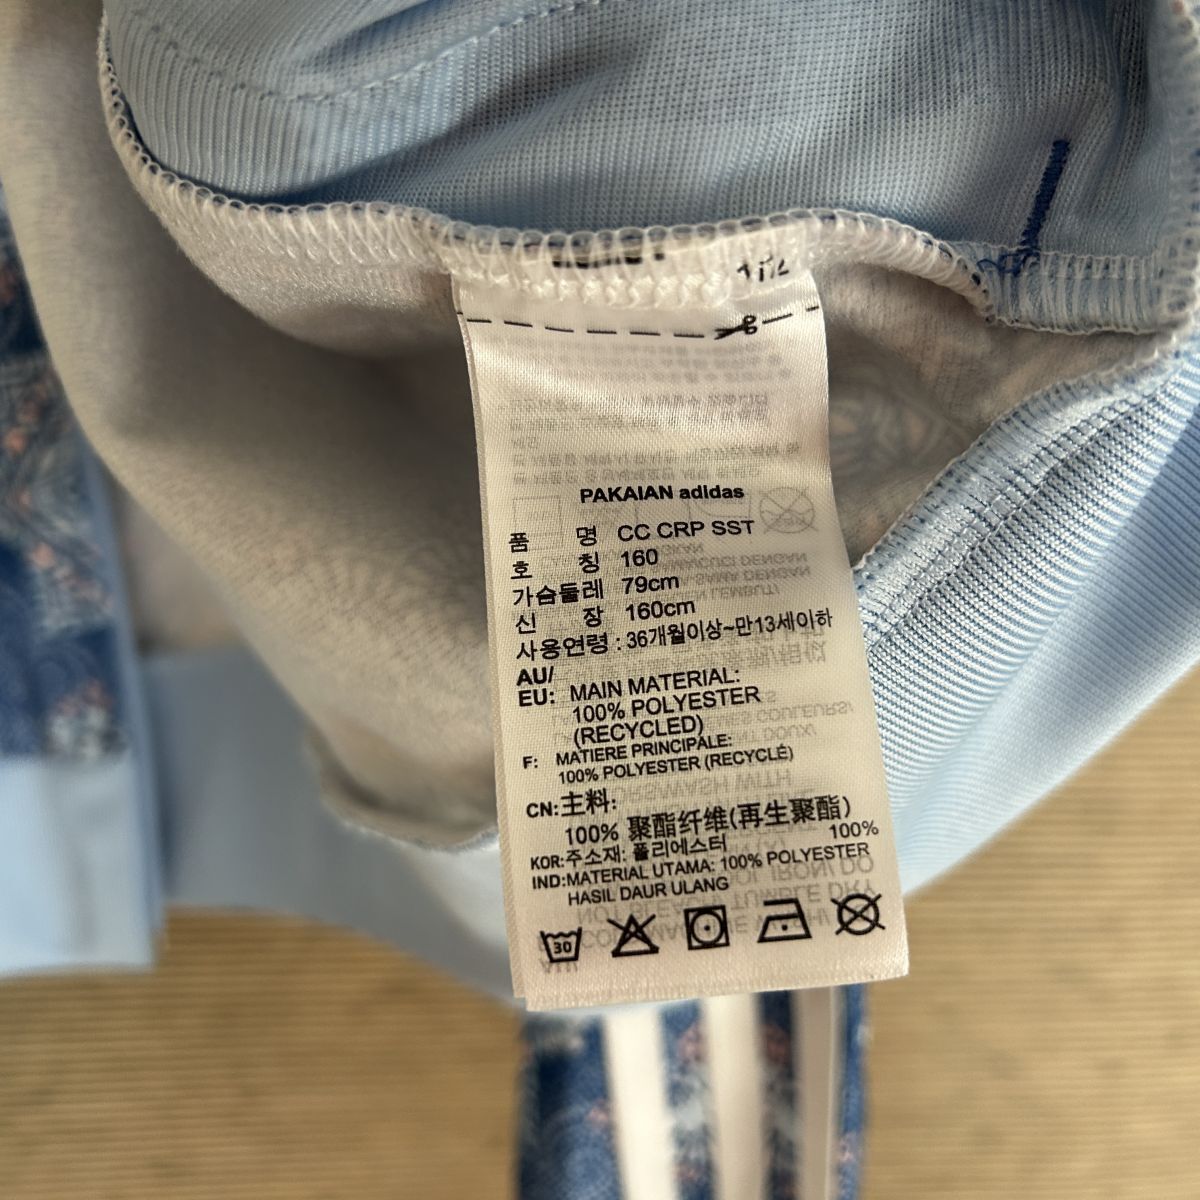 PAKAIAN adidas
품 명 CC CRP SST
호 칭 160
가슴둘레 79cm
신 장 160cm
사용연령 : 36개월이상~만13세이하
AU/
EU: MAIN MATERIAL:
100% POLYESTER
(RECYCLED)
F: MATIERE PRINCIPALE:
100% POLYESTER (RECYCLÉ)
CN:主料:
100% 聚酯纤维(再生聚酯)
KOR:주소재: 폴리에스터 100%
IND:MATERIAL UTAMA: 100% POLYESTER
HASIL DAUR ULANG
30